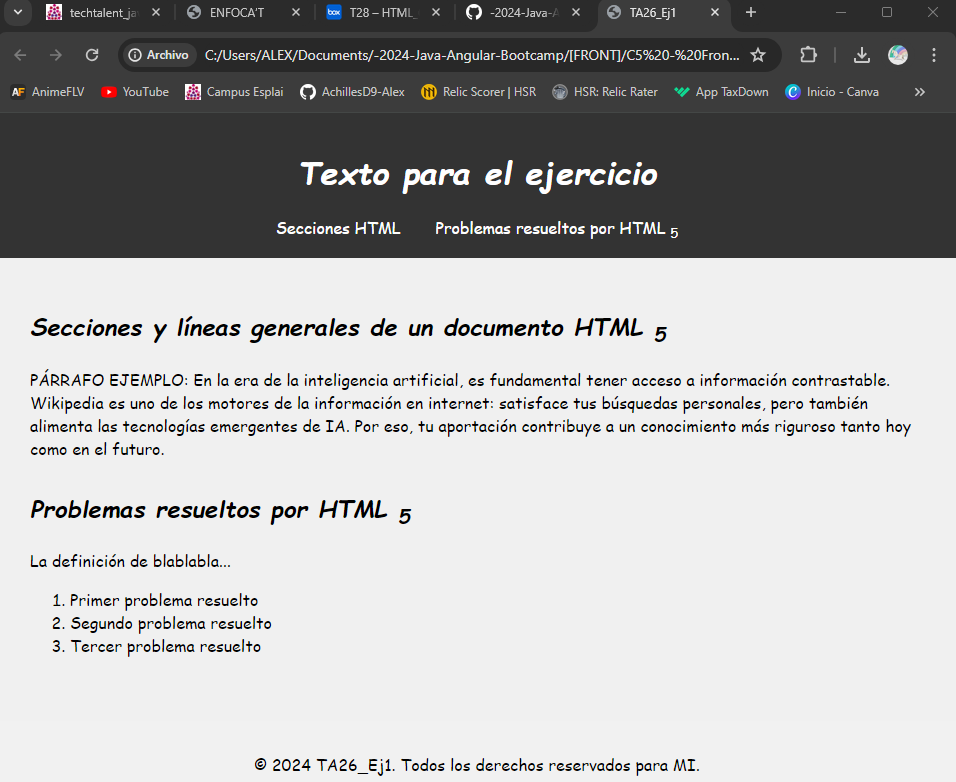 techtalent_ja
ENFOCA'T
box
T28 – HTML_
-2024-Java-A
TA26_Ej1
Archivo
C:/Users/ALEX/Documents/-2024-Java-Angular-Bootcamp/[FRONT]/C5%20-%20Fron...
AF AnimeFLV
YouTube
Campus Esplai
AchillesD9-Alex
Relic Scorer | HSR
HSR: Relic Rater
App TaxDown
Inicio - Canva
»
Texto para el ejercicio
Secciones HTML
Problemas resueltos por HTML 5
Secciones y líneas generales de un documento HTML 5
PÁRRAFO EJEMPLO: En la era de la inteligencia artificial, es fundamental tener acceso a información contrastable.
Wikipedia es uno de los motores de la información en internet: satisface tus búsquedas personales, pero también
alimenta las tecnologías emergentes de IA. Por eso, tu aportación contribuye a un conocimiento más riguroso tanto hoy
como en el futuro.
Problemas resueltos por HTML 5
La definición de blablabla...
1. Primer problema resuelto
2. Segundo problema resuelto
3. Tercer problema resuelto
© 2024 TA26_Ej1. Todos los derechos reservados para MI.